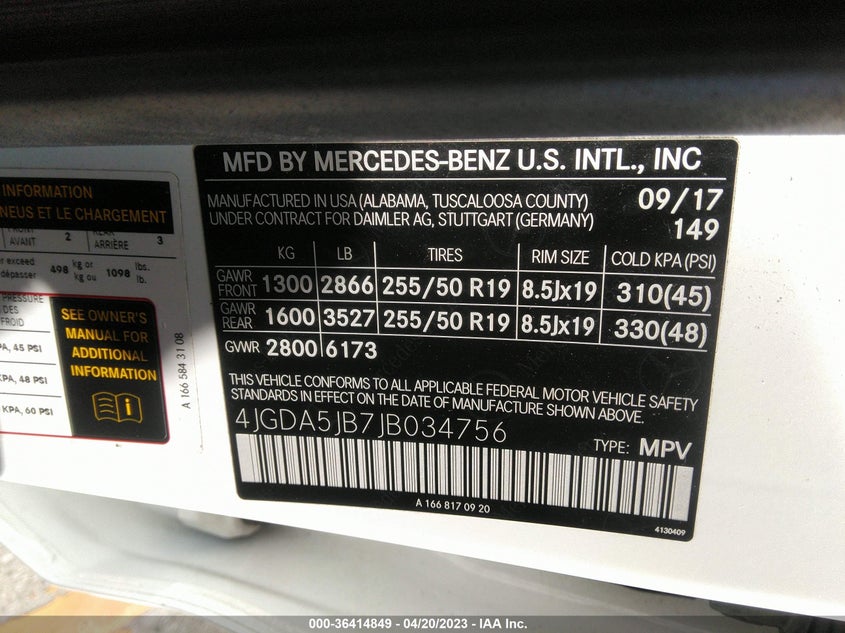 INFORMATION
NEUS ET LE CHARGEMENT
FRONT
AVANT 2 REAR
ARRIÈRE 3
er exceed
dépasser 498 kg or
kg ou 1098 lbs.
lb.
PRESSURE
DES
FROID
KPA, 45 PSI
KPA, 48 PSI
KPA, 60 PSI
SEE OWNER'S
MANUAL FOR
ADDITIONAL
INFORMATION
A 166 584 31 08
MFD BY MERCEDES-BENZ U.S. INTL., INC
MANUFACTURED IN USA (ALABAMA, TUSCALOOSA COUNTY) 09/17
UNDER CONTRACT FOR DAIMLER AG, STUTTGART (GERMANY) 149
KG LB TIRES RIM SIZE COLD KPA (PSI)
GAWR
FRONT 1300 2866 255/50 R19 8.5Jx19 310(45)
GAWR
REAR 1600 3527 255/50 R19 8.5Jx19 330(48)
GVWR 2800 6173
THIS VEHICLE CONFORMS TO ALL APPLICABLE FEDERAL MOTOR VEHICLE SAFETY
STANDARDS IN EFFECT ON THE DATE OF MANUFACTURE SHOWN ABOVE.
4JGDA5JB7JB034756 TYPE: MPV
A 166 817 09 20
4130409
000-36414849 - 04/20/2023 - IAA Inc.